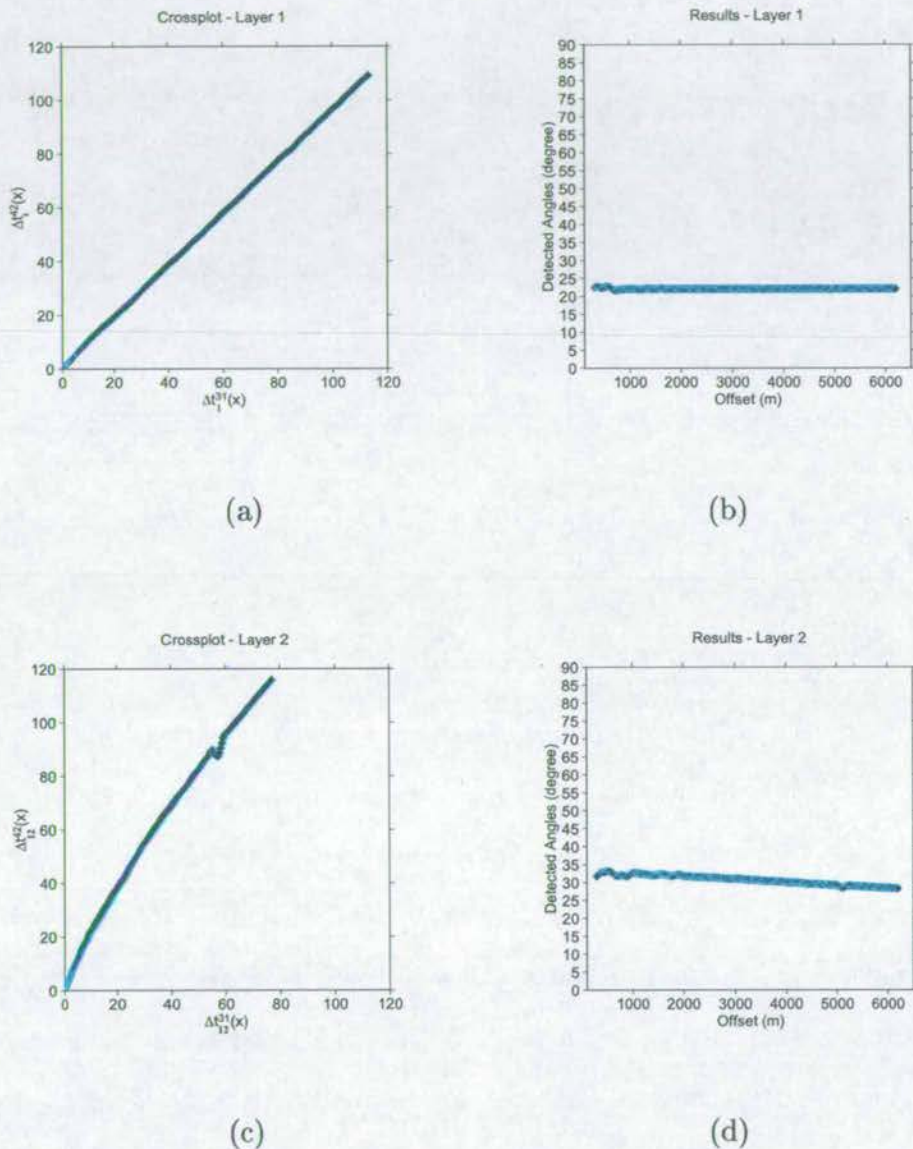 Crossplot - Layer 1
120
100
80
60
40
20
0
0 20 40 60 80 100 120
Δt₁⁴²(x)
Δt₁³¹(x)
(a)
Results - Layer 1
90
85
80
75
70
65
60
55
50
45
40
35
30
25
20
15
10
5
0
1000 2000 3000 4000 5000 6000
Detected Angles (degree)
Offset (m)
(b)
Crossplot - Layer 2
120
100
80
60
40
20
0
0 20 40 60 80 100 120
Δt₁₂⁴²(x)
Δt₁₂³¹(x)
(c)
Results - Layer 2
90
85
80
75
70
65
60
55
50
45
40
35
30
25
20
15
10
5
0
1000 2000 3000 4000 5000 6000
Detected Angles (degree)
Offset (m)
(d)